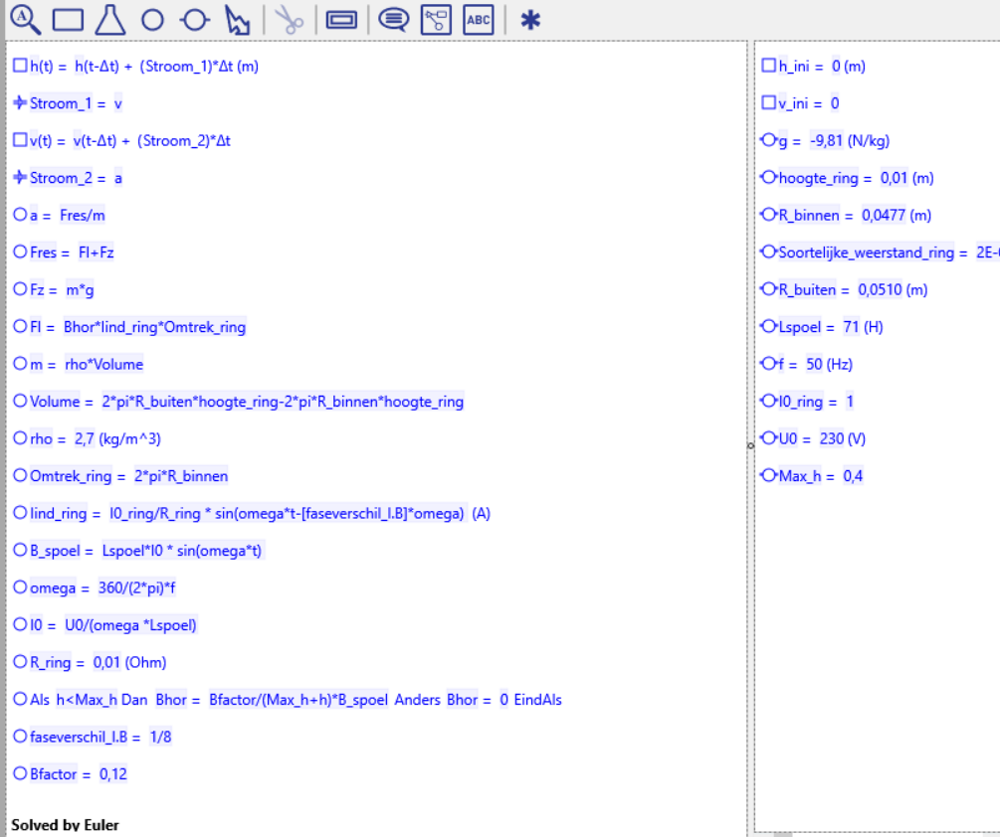 A
ABC
h(t) = h(t-Δt) + (Stroom_1)*Δt (m)
Stroom_1 = v
v(t) = v(t-Δt) + (Stroom_2)*Δt
Stroom_2 = a
a = Fres/m
Fres = Fl+Fz
Fz = m*g
Fl = Bhor*Iind_ring*Omtrek_ring
m = rho*Volume
Volume = 2*pi*R_buiten*hoogte_ring-2*pi*R_binnen*hoogte_ring
rho = 2,7 (kg/m^3)
Omtrek_ring = 2*pi*R_binnen
Iind_ring = I0_ring/R_ring * sin(omega*t-[faseverschil_I.B]*omega) (A)
B_spoel = Lspoel*I0 * sin(omega*t)
omega = 360/(2*pi)*f
I0 = U0/(omega *Lspoel)
R_ring = 0,01 (Ohm)
Als h<Max_h Dan Bhor = Bfactor/(Max_h+h)*B_spoel Anders Bhor = 0 EindAls
faseverschil_I.B = 1/8
Bfactor = 0,12
Solved by Euler
h_ini = 0 (m)
v_ini = 0
g = -9,81 (N/kg)
hoogte_ring = 0,01 (m)
R_binnen = 0,0477 (m)
Soortelijke_weerstand_ring = 2E-
R_buiten = 0,0510 (m)
Lspoel = 71 (H)
f = 50 (Hz)
I0_ring = 1
U0 = 230 (V)
Max_h = 0,4